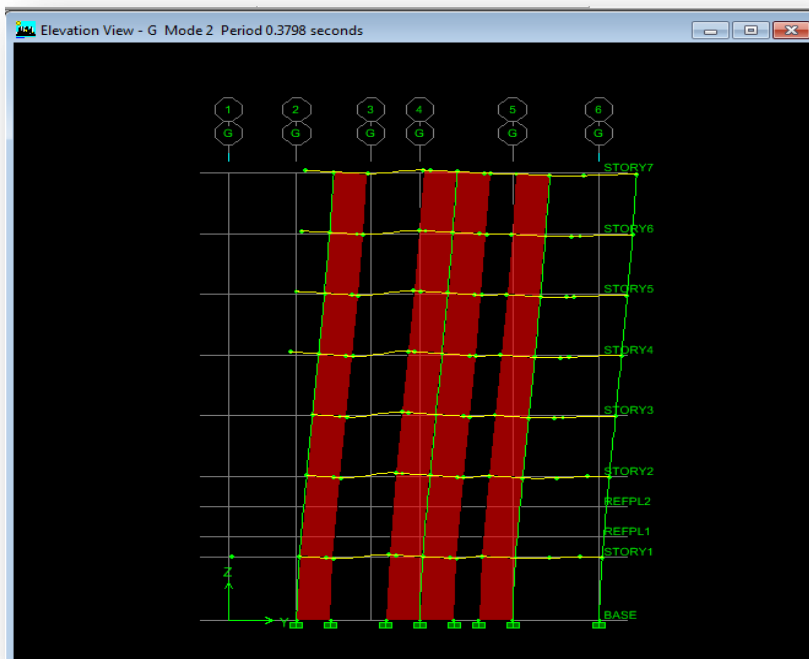 Elevation View - G Mode 2 Period 0.3798 seconds
1 2 3 4 5 6
G G G G G G
STORY7
STORY6
STORY5
STORY4
STORY3
STORY2
REFPL2
REFPL1
STORY1
Z
Y
BASE